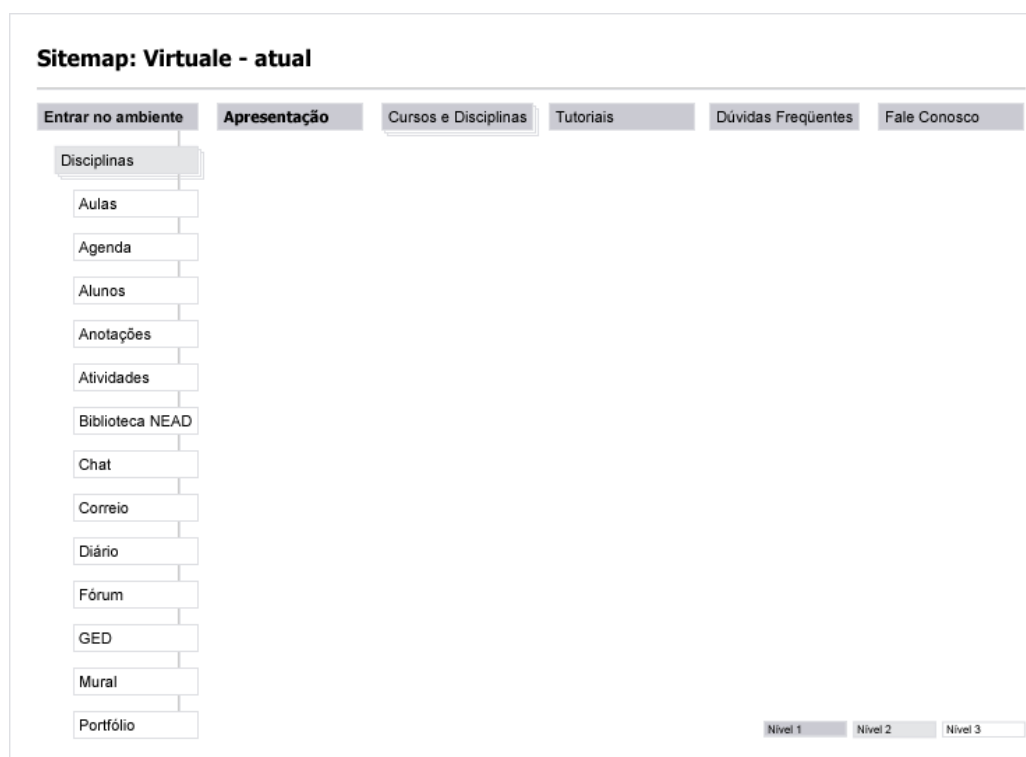 Sitemap: Virtuale - atual
Entrar no ambiente
Apresentação
Cursos e Disciplinas
Tutoriais
Dúvidas Freqüentes
Fale Conosco
Disciplinas
Aulas
Agenda
Alunos
Anotações
Atividades
Biblioteca NEAD
Chat
Correio
Diário
Fórum
GED
Mural
Portfólio
Nível 1
Nível 2
Nível 3